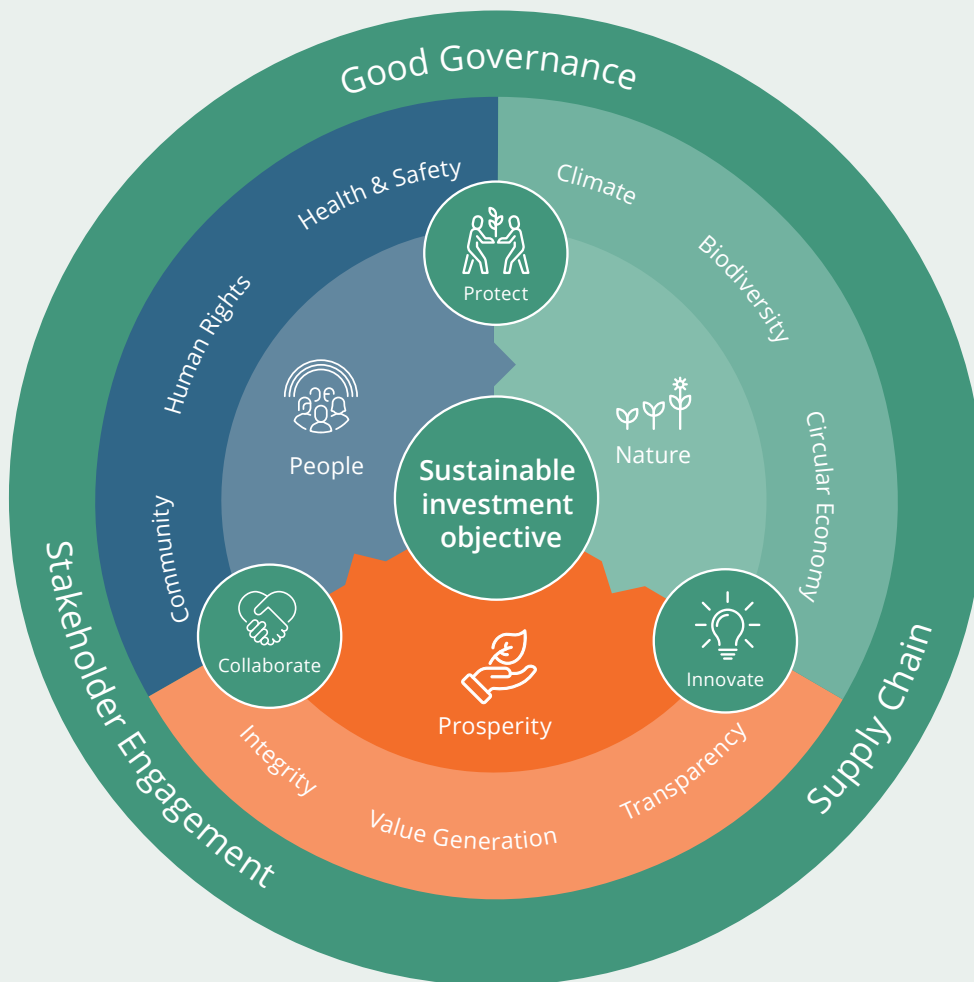 Good Governance
Health & Safety
Climate
Human Rights
Biodiversity
Protect
People
Nature
Sustainable
investment
objective
Community
Circular Economy
Collaborate
Innovate
Prosperity
Integrity
Value Generation
Transparency
Stakeholder Engagement
Supply Chain